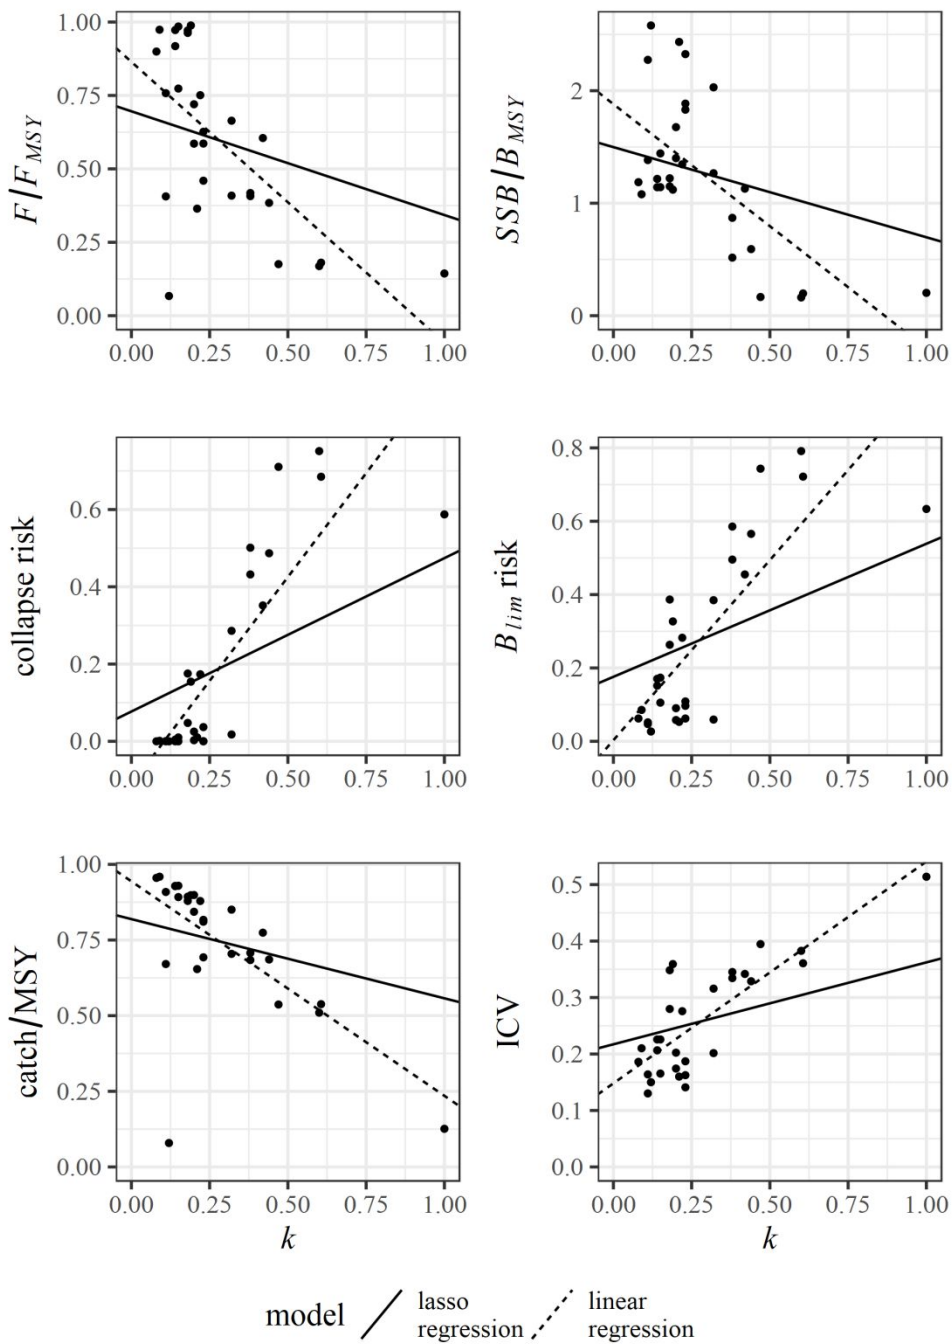 F/F_MSY
1.00
0.75
0.50
0.25
0.00
0.00 0.25 0.50 0.75 1.00
SSB/B_MSY
2
1
0
0.00 0.25 0.50 0.75 1.00
collapse risk
0.6
0.4
0.2
0.0
0.00 0.25 0.50 0.75 1.00
B_lim risk
0.8
0.6
0.4
0.2
0.0
0.00 0.25 0.50 0.75 1.00
catch/MSY
1.00
0.75
0.50
0.25
0.00
0.00 0.25 0.50 0.75 1.00
k
ICV
0.5
0.4
0.3
0.2
0.1
0.0
0.00 0.25 0.50 0.75 1.00
k
model
lasso
regression
linear
regression